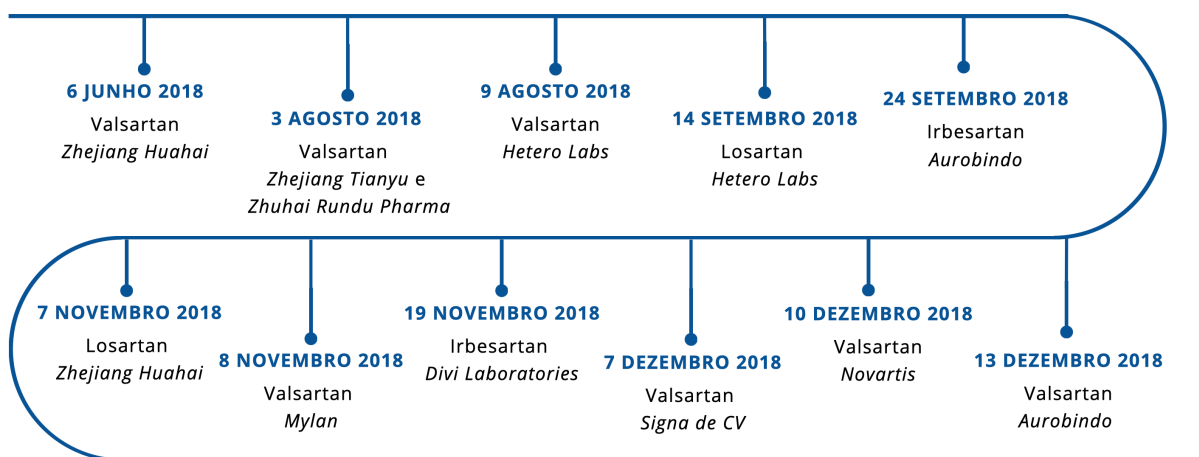 6 JUNHO 2018
Valsartan
Zhejiang Huahai
3 AGOSTO 2018
Valsartan
Zhejiang Tianyu e
Zhuhai Rundu Pharma
9 AGOSTO 2018
Valsartan
Hetero Labs
14 SETEMBRO 2018
Losartan
Hetero Labs
24 SETEMBRO 2018
Irbesartan
Aurobindo
7 NOVEMBRO 2018
Losartan
Zhejiang Huahai
8 NOVEMBRO 2018
Valsartan
Mylan
19 NOVEMBRO 2018
Irbesartan
Divi Laboratories
7 DEZEMBRO 2018
Valsartan
Signa de CV
10 DEZEMBRO 2018
Valsartan
Novartis
13 DEZEMBRO 2018
Valsartan
Aurobindo